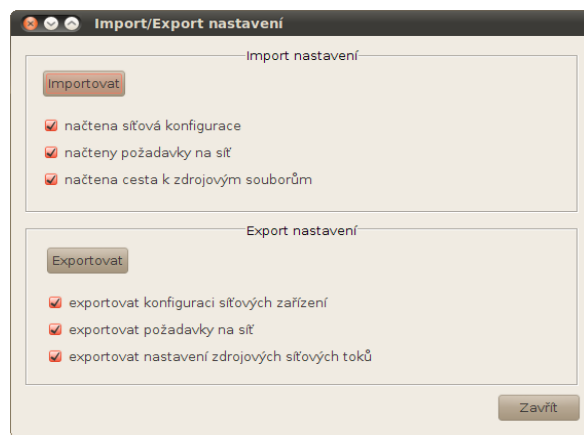 Import/Export nastavení
Import nastavení
Importovat
načtena síťová konfigurace
načteny požadavky na síť
načtena cesta k zdrojovým souborům
Export nastavení
Exportovat
exportovat konfiguraci síťových zařízení
exportovat požadavky na síť
exportovat nastavení zdrojových síťových toků
Zavřít